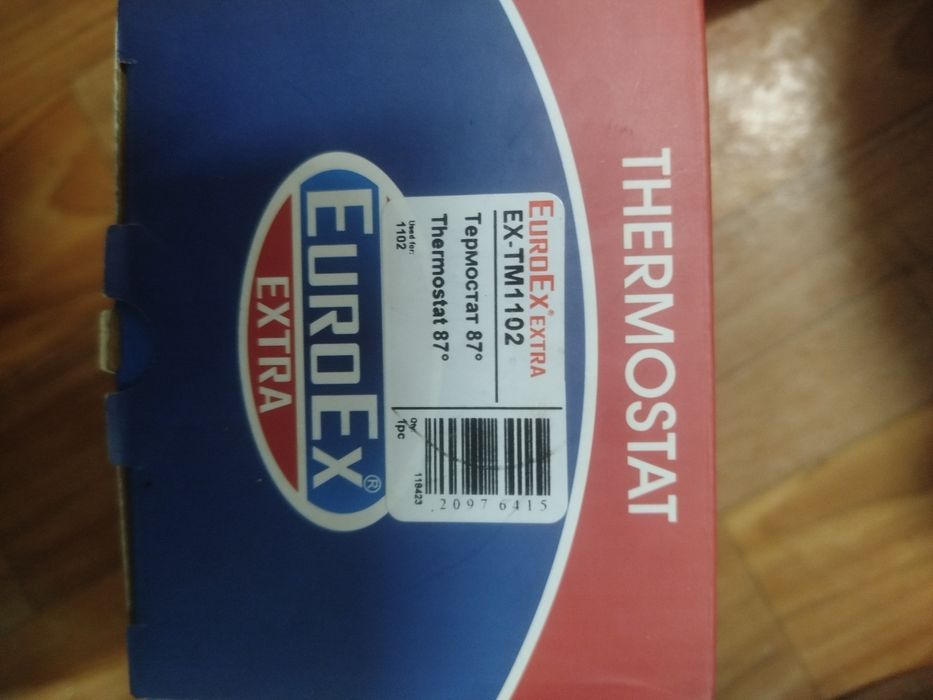 THERMOSTAT
EUROEX® EXTRA
EX-TM1102
Термостат 87°
Thermostat 87°
Used for:
1102
Qty
1pc
118423
20976415
EUROEX®
EXTRA